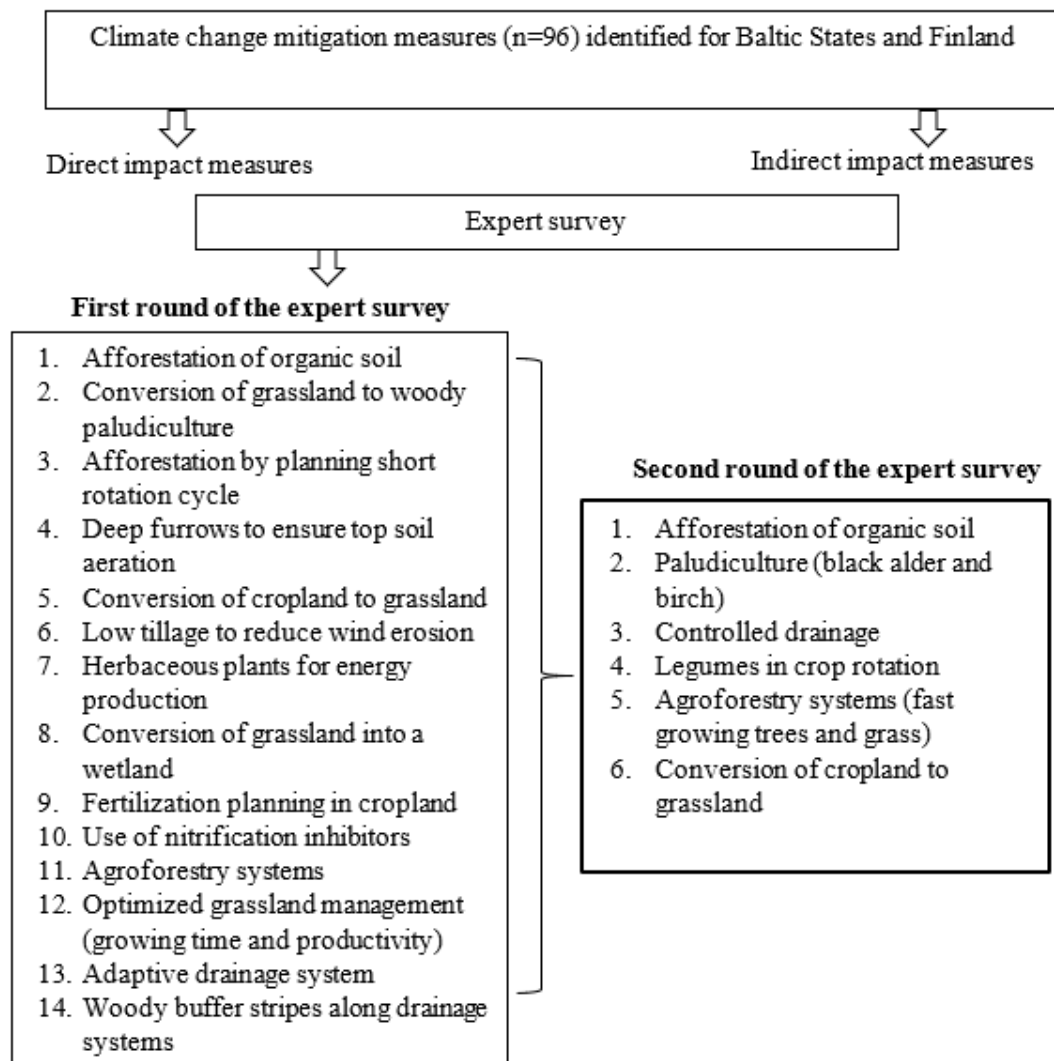 Climate change mitigation measures (n=96) identified for Baltic States and Finland
Direct impact measures
Indirect impact measures
Expert survey
First round of the expert survey
1. Afforestation of organic soil
2. Conversion of grassland to woody
paludiculture
3. Afforestation by planning short
rotation cycle
4. Deep furrows to ensure top soil
aeration
5. Conversion of cropland to grassland
6. Low tillage to reduce wind erosion
7. Herbaceous plants for energy
production
8. Conversion of grassland into a
wetland
9. Fertilization planning in cropland
10. Use of nitrification inhibitors
11. Agroforestry systems
12. Optimized grassland management
(growing time and productivity)
13. Adaptive drainage system
14. Woody buffer stripes along drainage
systems
Second round of the expert survey
1. Afforestation of organic soil
2. Paludiculture (black alder and
birch)
3. Controlled drainage
4. Legumes in crop rotation
5. Agroforestry systems (fast
growing trees and grass)
6. Conversion of cropland to
grassland